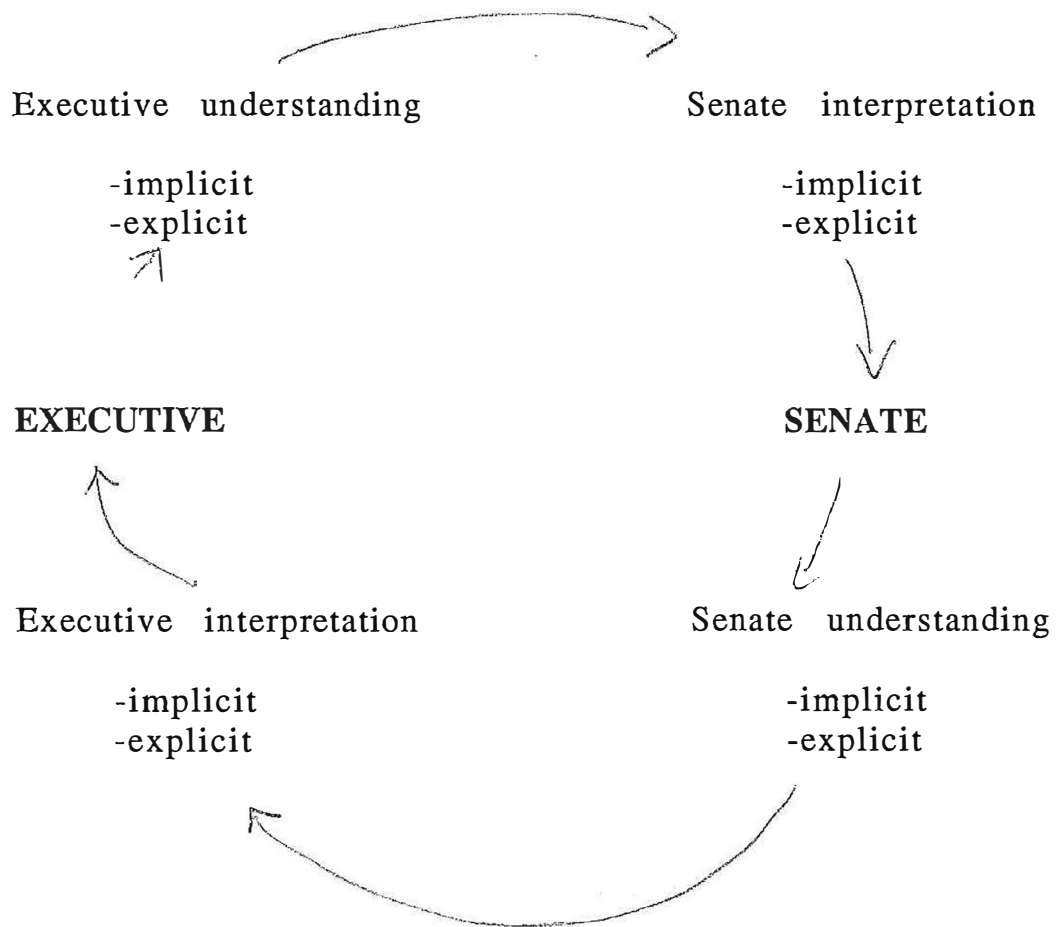 Executive understanding
Senate interpretation
-implicit
-explicit
-implicit
-explicit
EXECUTIVE
SENATE
Executive interpretation
Senate understanding
-implicit
-explicit
-implicit
-explicit